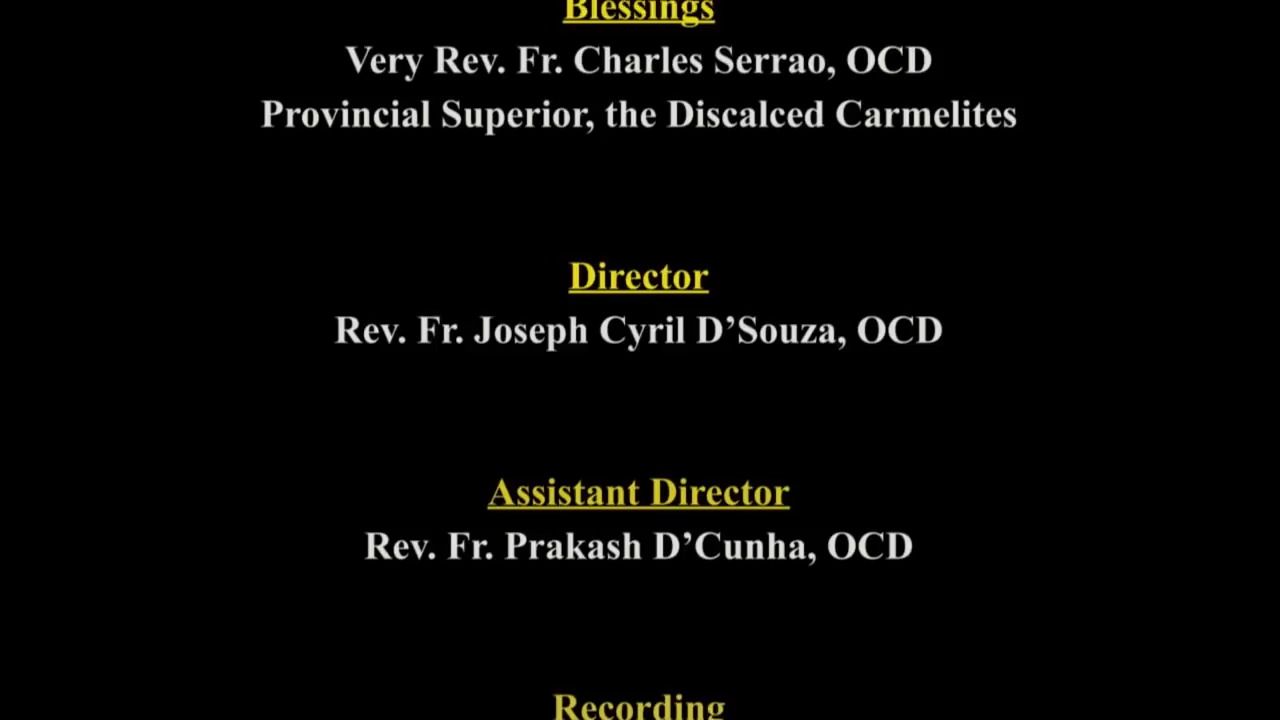 Blessings
Very Rev. Fr. Charles Serrao, OCD
Provincial Superior, the Discalced Carmelites
Director
Rev. Fr. Joseph Cyril D’Souza, OCD
Assistant Director
Rev. Fr. Prakash D’Cunha, OCD
Recording